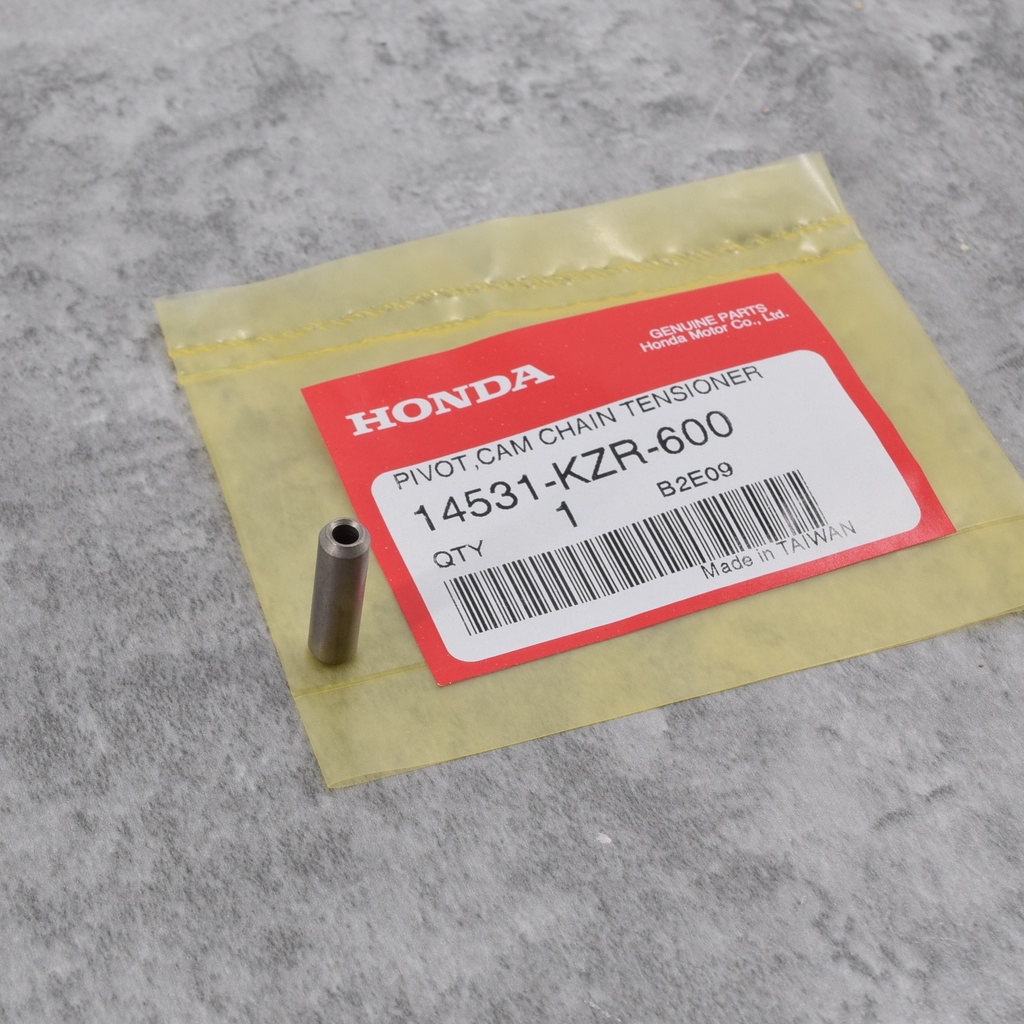 HONDA
GENUINE PARTS
Honda Motor Co., Ltd.
PIVOT,CAM CHAIN TENSIONER
14531-KZR-600
QTY 1 B2E09
Made in TAIWAN